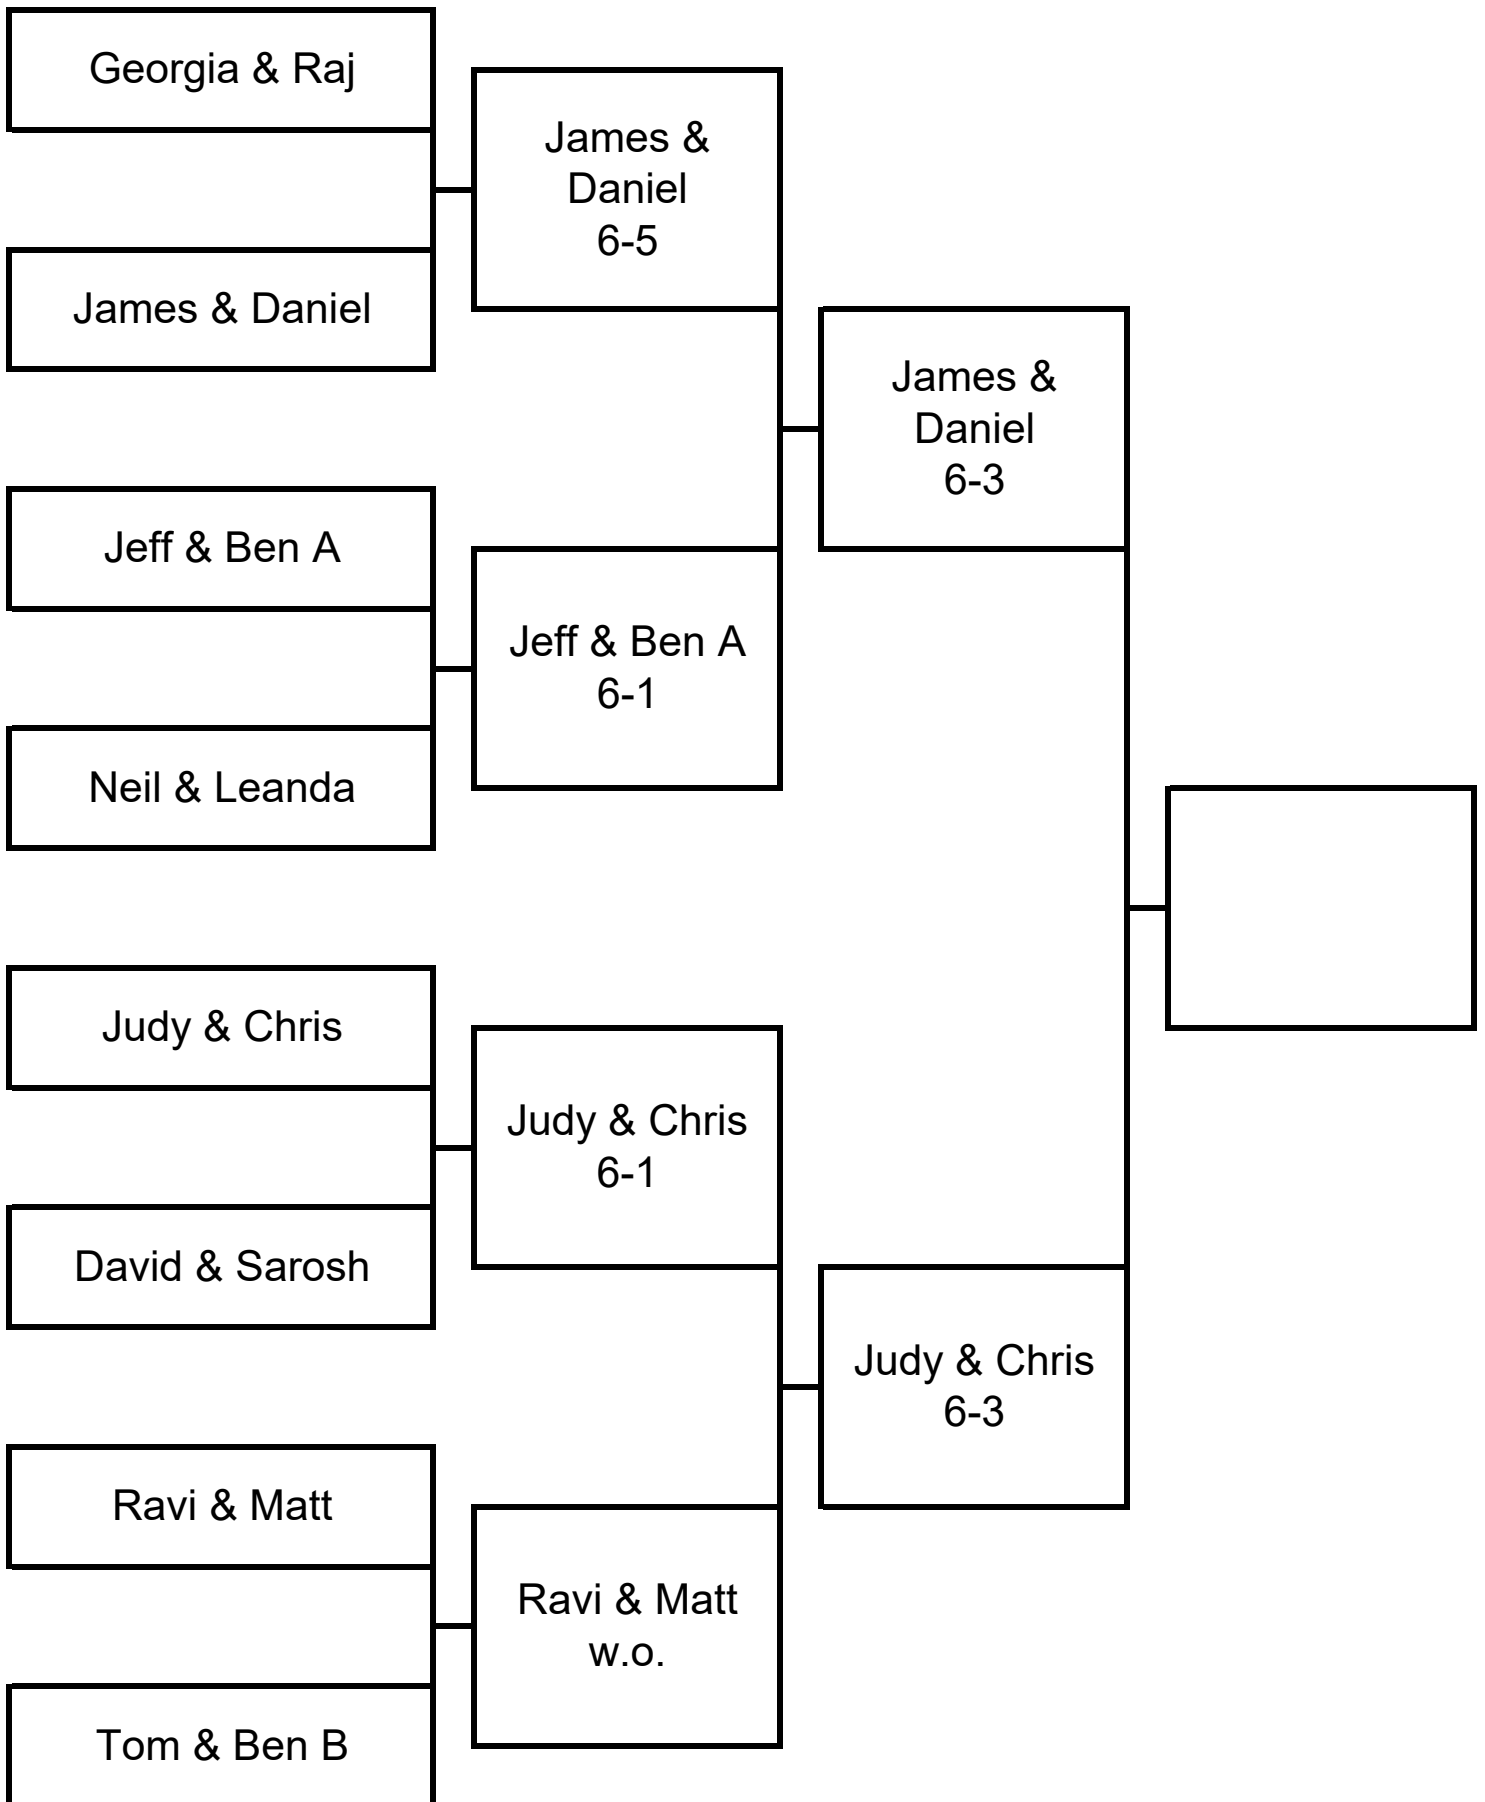 Georgia & Raj
James & Daniel
Jeff & Ben A
Neil & Leanda
Judy & Chris
David & Sarosh
Ravi & Matt
Tom & Ben B
James &
Daniel
6-5
Jeff & Ben A
6-1
Judy & Chris
6-1
Ravi & Matt
w.o.
James &
Daniel
6-3
Judy & Chris
6-3